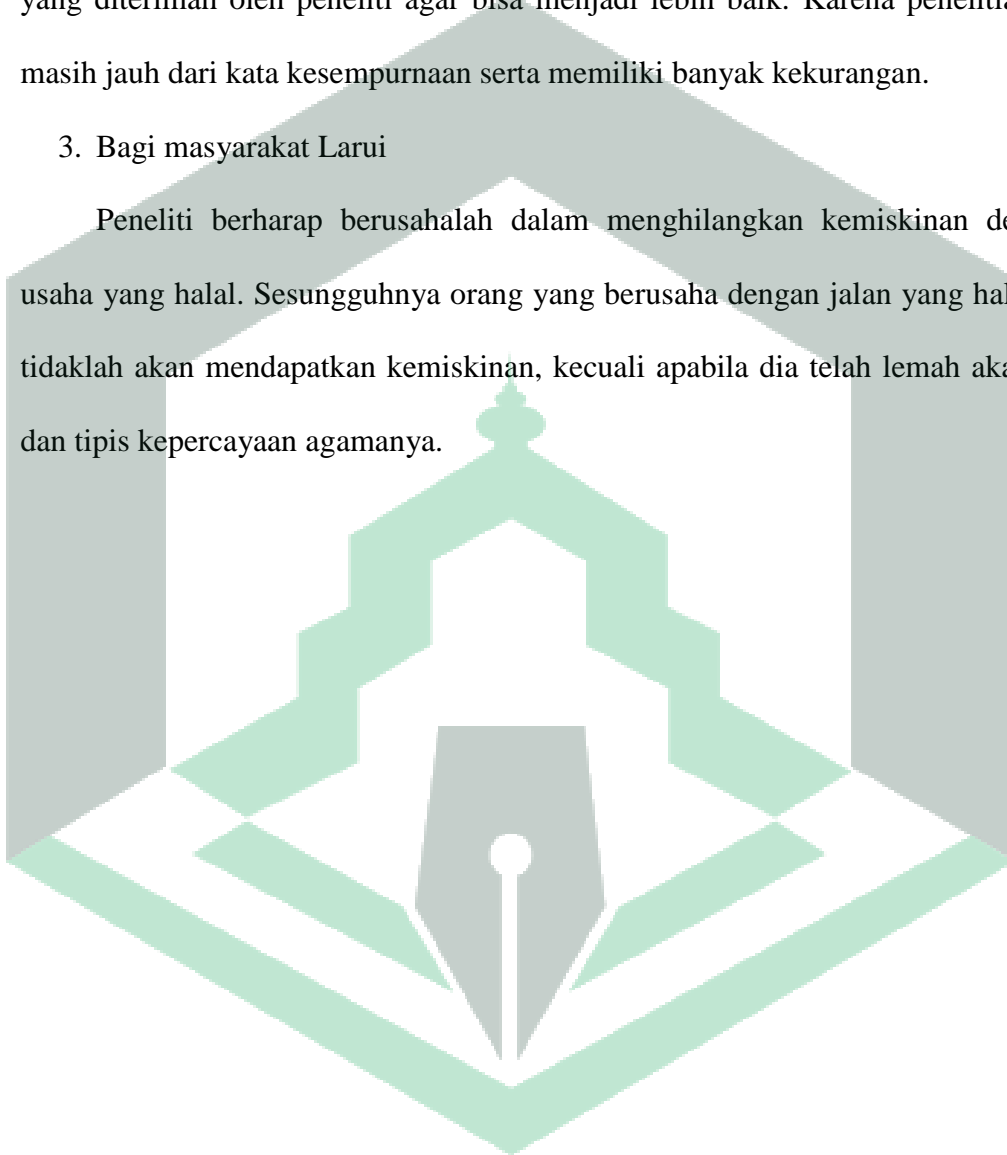 yang diterimah oleh peneliti agar bisa menjadi lebih baik. Karena
masih jauh dari kata kesempurnaan serta memiliki banyak kekurangan.
3. Bagi masyarakat Larui
Peneliti berharap berusahalah dalam menghilangkan kemiskinan
usaha yang halal. Sesungguhnya orang yang berusaha dengan jalan yang
tidaklah akan mendapatkan kemiskinan, kecuali apabila dia telah lemah
dan tipis kepercayaan agamanya.